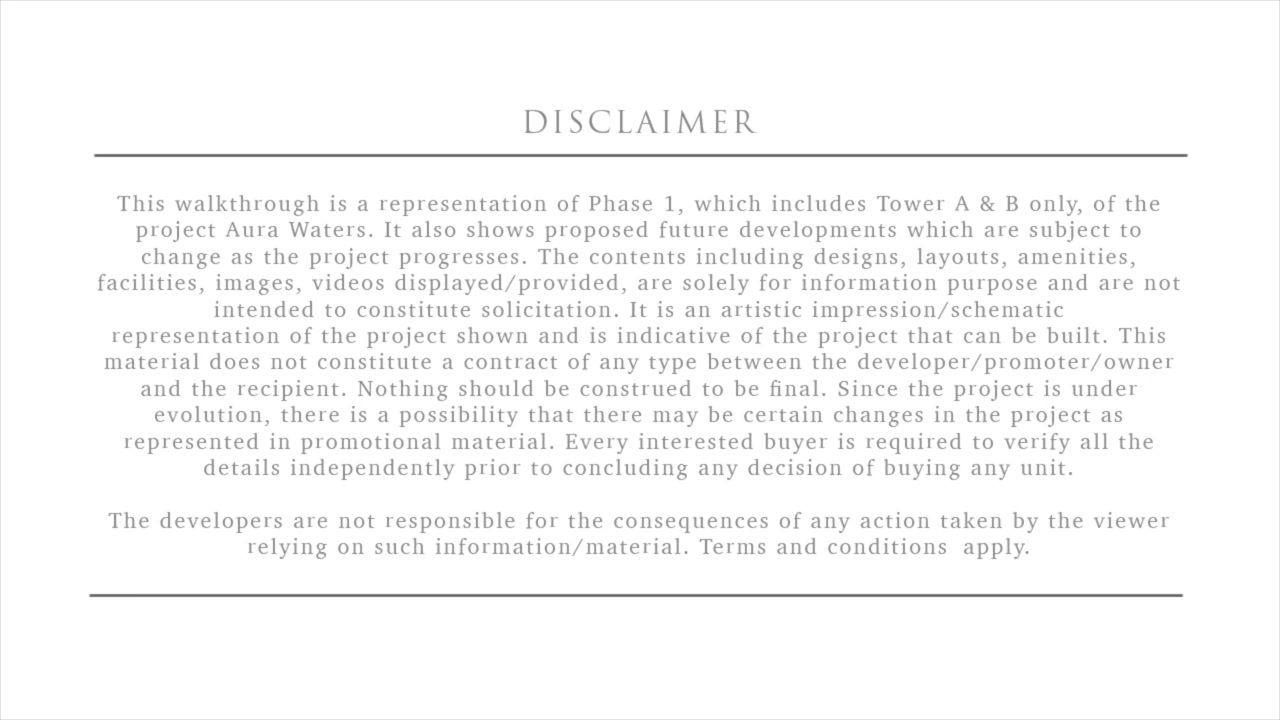 DISCLAIMER
This walkthrough is a representation of Phase 1, which includes Tower A & B only, of the
project Aura Waters. It also shows proposed future developments which are subject to
change as the project progresses. The contents including designs, layouts, amenities,
facilities, images, videos displayed/provided, are solely for information purpose and are not
intended to constitute solicitation. It is an artistic impression/schematic
representation of the project shown and is indicative of the project that can be built. This
material does not constitute a contract of any type between the developer/promoter/owner
and the recipient. Nothing should be construed to be final. Since the project is under
evolution, there is a possibility that there may be certain changes in the project as
represented in promotional material. Every interested buyer is required to verify all the
details independently prior to concluding any decision of buying any unit.
The developers are not responsible for the consequences of any action taken by the viewer
relying on such information/material. Terms and conditions  apply.